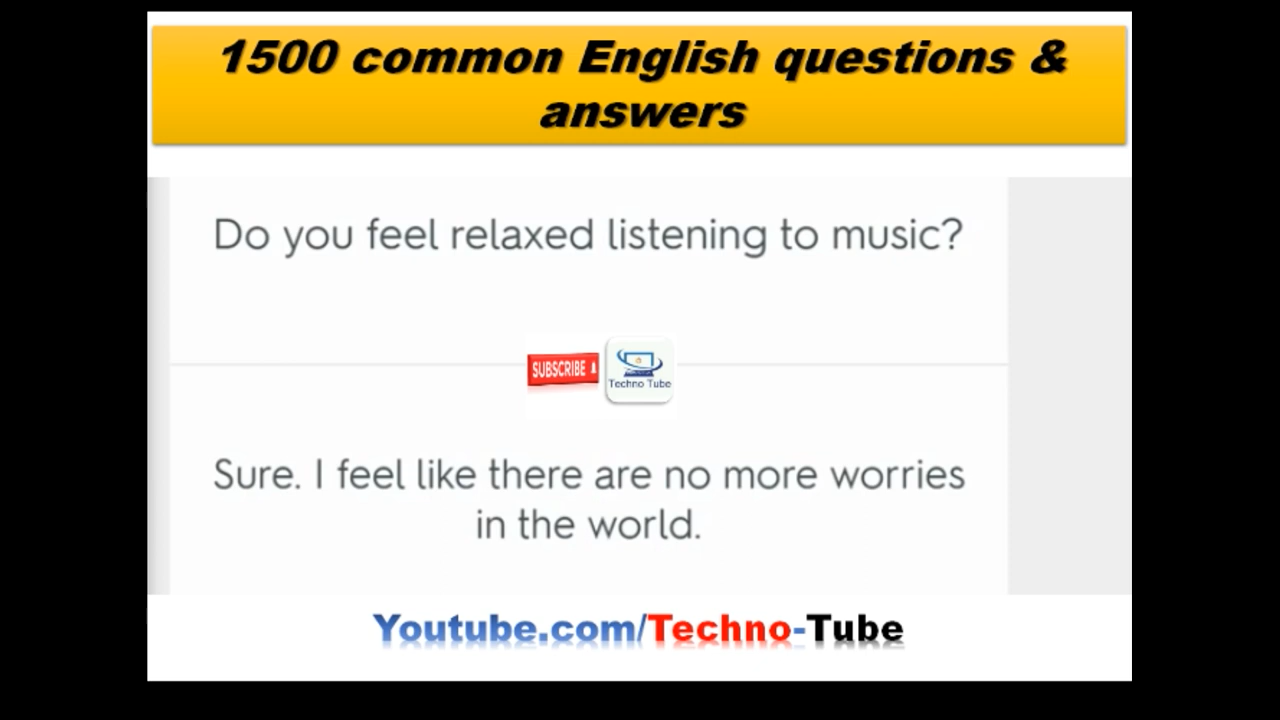 1500 common English questions &
answers
Do you feel relaxed listening to music?
SUBSCRIBE
Techno Tube
Sure. I feel like there are no more worries
in the world.
Youtube.com/Techno-Tube